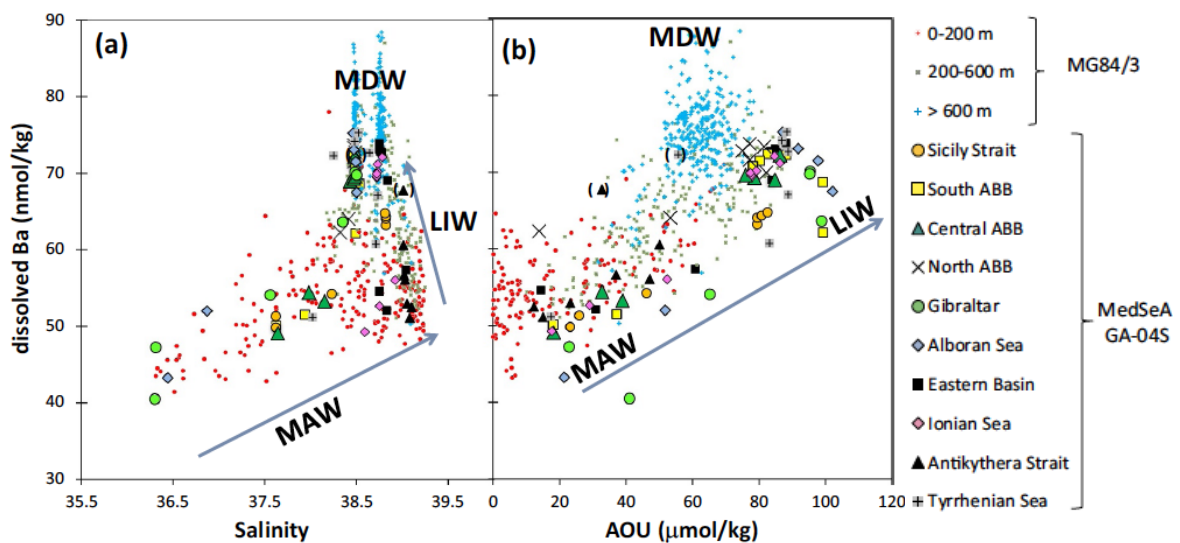 (a)
(b)
MDW
MDW
LIW
LIW
MAW
MAW
90
80
70
60
50
40
30
dissolved Ba (nmol/kg)
35.5 36.5 37.5 38.5 39.5
Salinity
0 20 40 60 80 100 120
AOU (μmol/kg)
( )
( )
( )
( )
0-200 m
200-600 m
> 600 m
MG84/3
Sicily Strait
South ABB
Central ABB
North ABB
Gibraltar
Alboran Sea
Eastern Basin
Ionian Sea
Antikythera Strait
Tyrrhenian Sea
MedSeA
GA-04S